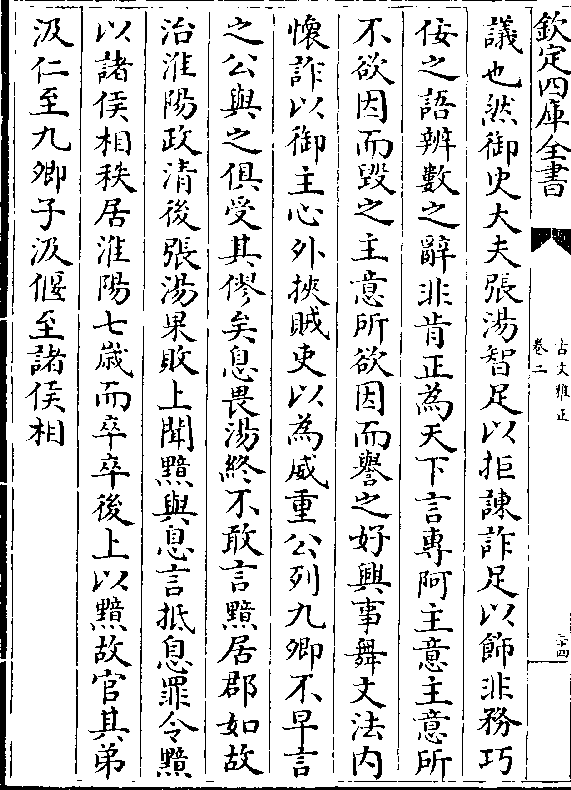 欽定四庫全書
古文雅正
卷二
議也然御史大夫張湯智足以拒諫詐足以飾非務巧
佞之語辨數之辭非肯正為天下言專阿主意主意所
不欲因而毀之主意所欲因而譽之好興事舞文法内
懷詐以御主心外挾賊吏以為威重公列九卿不早言
之公與之俱受其僇矣息畏湯終不敢言黯居郡如故
治淮陽政清後張湯果敗上聞黯與息言抵息罪令黯
以諸侯相秩居淮陽七歲而卒卒後上以黯故官其弟
汲仁至九卿子汲偃至諸侯相